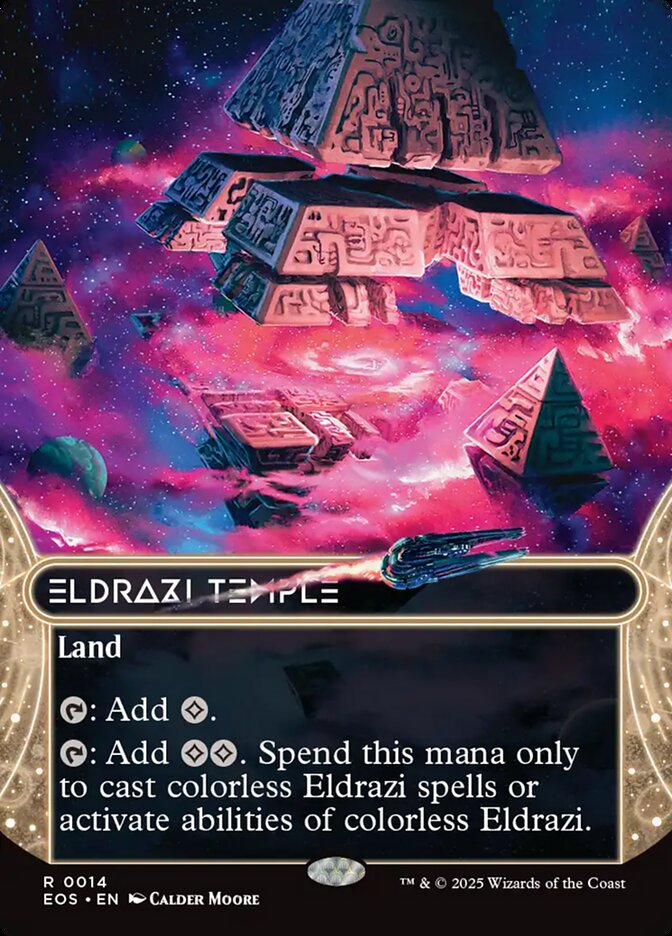 ELDRAZI TEMPLE
Land
: Add .
: Add . Spend this mana only
to cast colorless Eldrazi spells or
activate abilities of colorless Eldrazi.
R 0014
EOS • EN CALDER MOORE
™ & © 2025 Wizards of the Coast